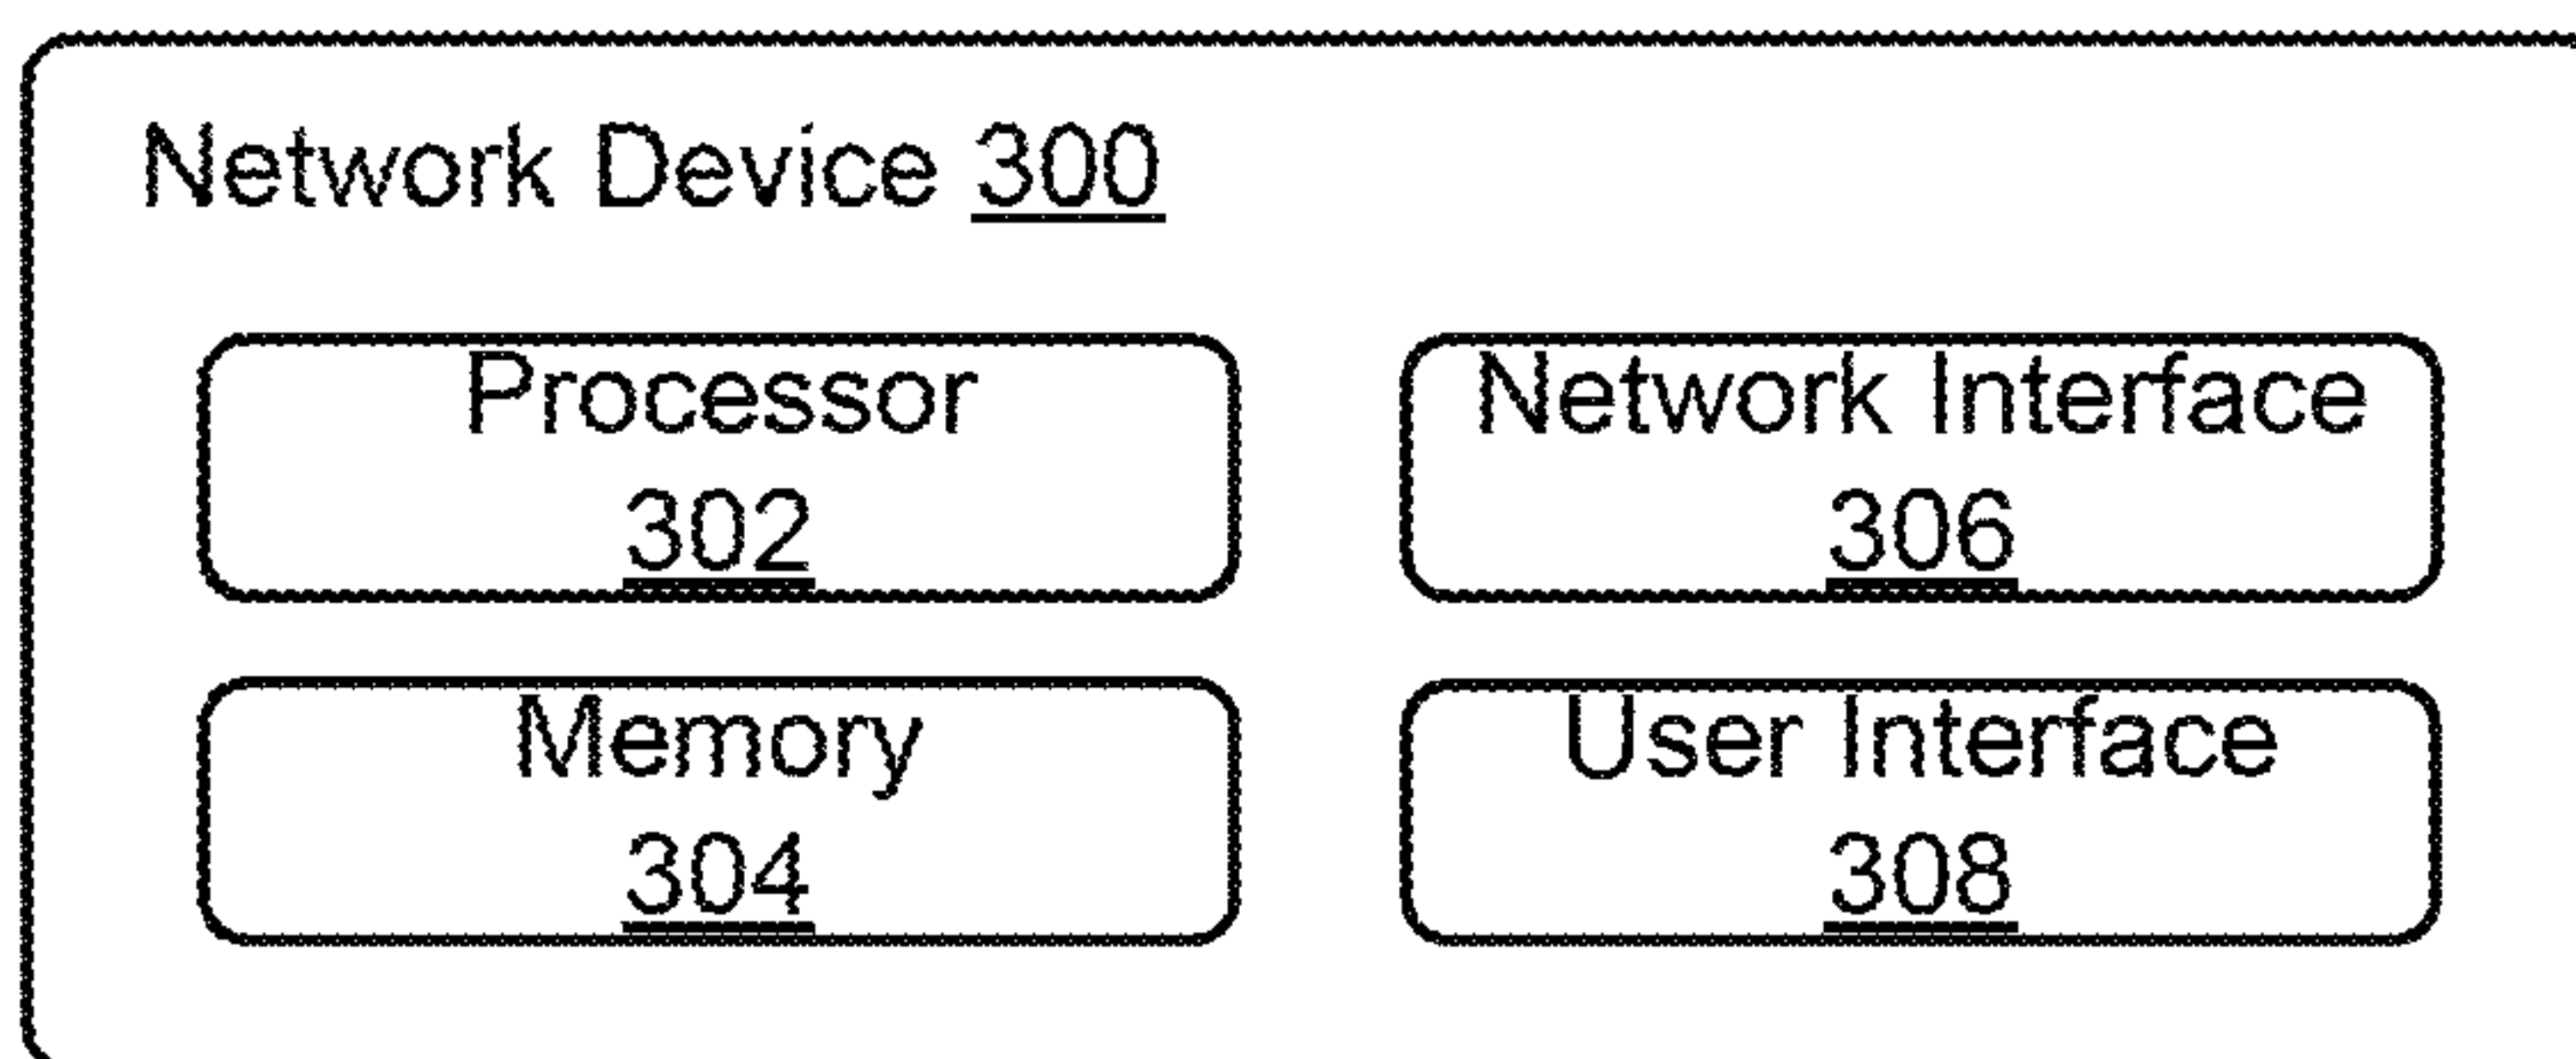 Network Device 300
Processor
302
Network Interface
306
Memory
304
User Interface
308